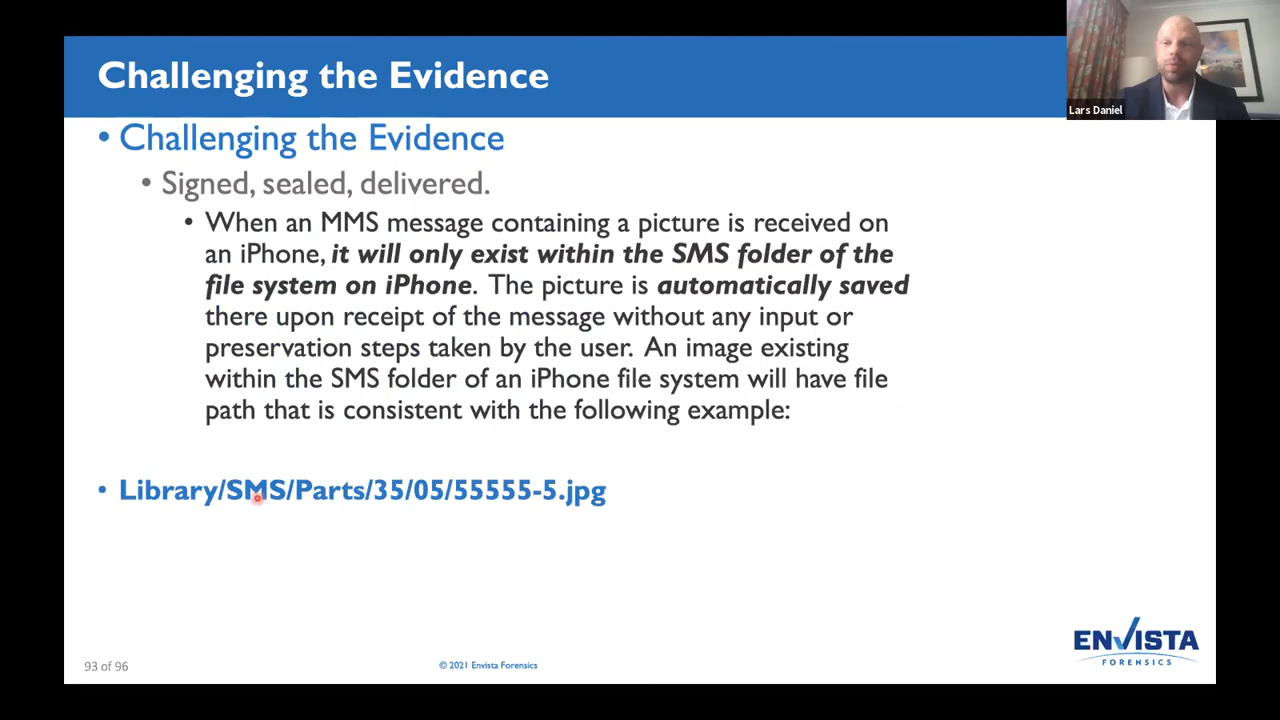 Challenging the Evidence
Lars Daniel
• Challenging the Evidence
• Signed, sealed, delivered.
• When an MMS message containing a picture is received on
an iPhone, it will only exist within the SMS folder of the
file system on iPhone. The picture is automatically saved
there upon receipt of the message without any input or
preservation steps taken by the user. An image existing
within the SMS folder of an iPhone file system will have file
path that is consistent with the following example:
• Library/SMS/Parts/35/05/55555-5.jpg
93 of 96
© 2021 Envista Forensics
ENVISTA
FORENSICS